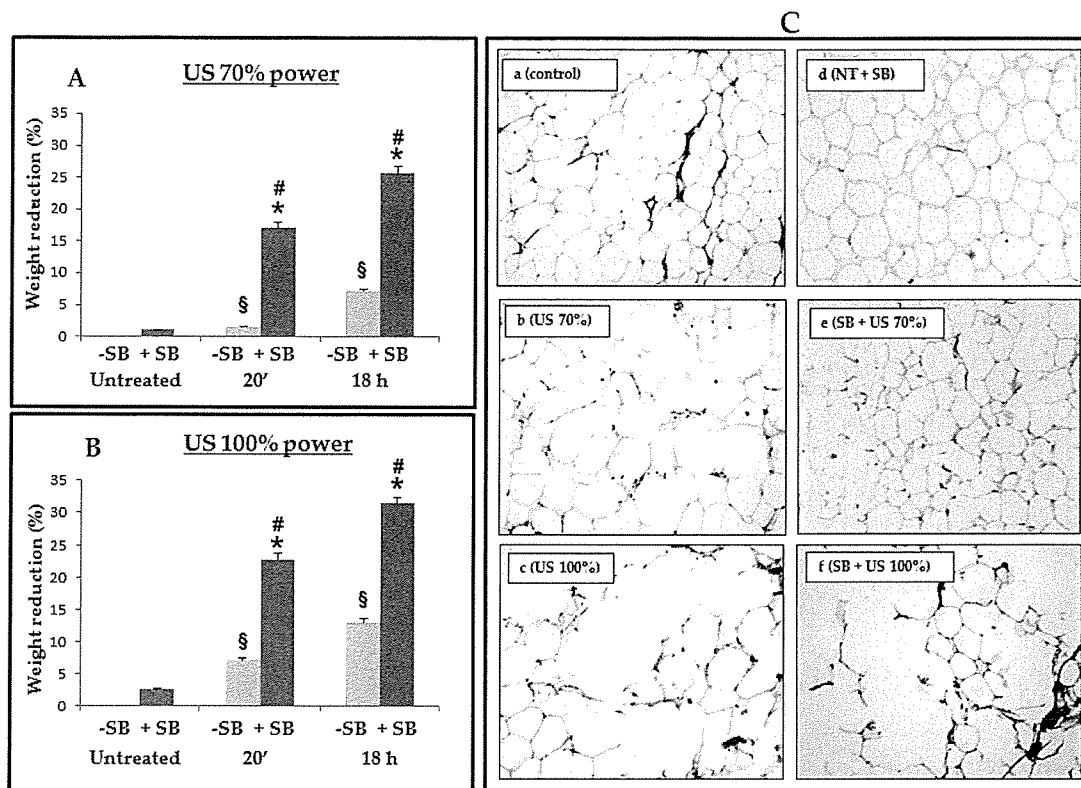 C
A
US 70% power
Weight reduction (%)
35
30
25
20
15
10
5
0
§
#
*
§
#
*
-SB + SB -SB + SB -SB + SB
Untreated 20' 18 h
B
US 100% power
Weight reduction (%)
35
30
25
20
15
10
5
0
§
#
*
§
#
*
-SB + SB -SB + SB -SB + SB
Untreated 20' 18 h
a (control)
d (NT + SB)
b (US 70%)
e (SB + US 70%)
c (US 100%)
f (SB + US 100%)